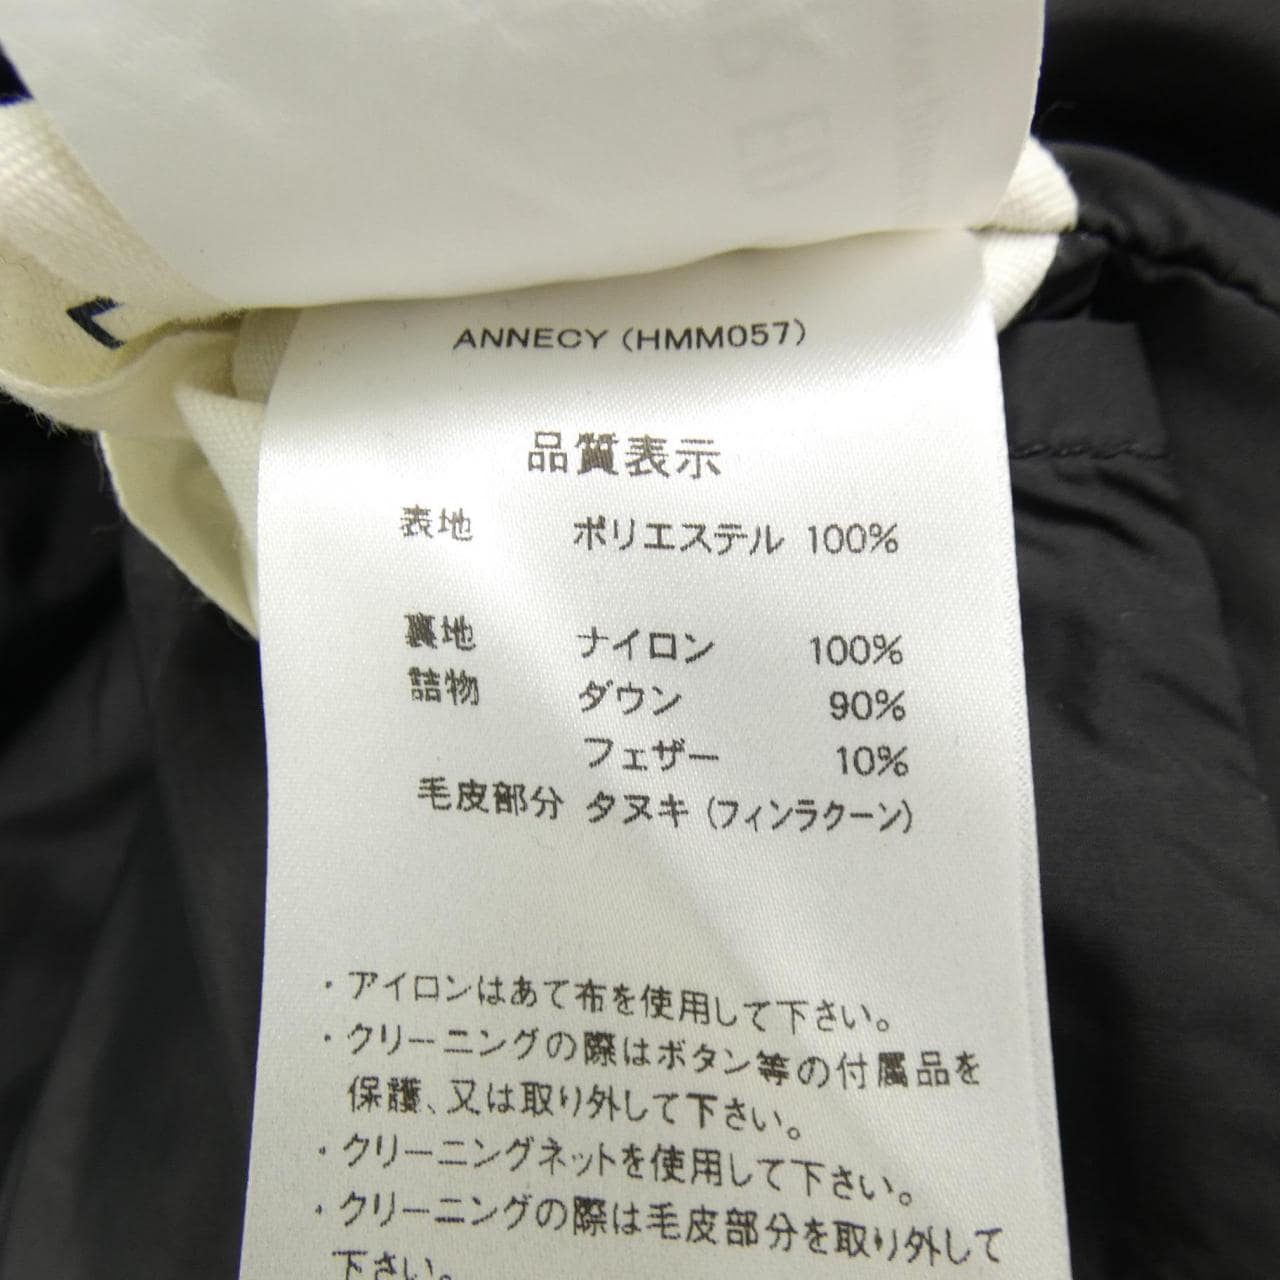 ANNECY (HMM057)
品質表示
表地 ポリエステル 100%
裏地 ナイロン 100%
詰物 ダウン 90%
フェザー 10%
毛皮部分 タヌキ (フィンラクーン)
・アイロンはあて布を使用して下さい。
・クリーニングの際はボタン等の付属品を
保護、又は取り外して下さい。
・クリーニングネットを使用して下さい。
・クリーニングの際は毛皮部分を取り外して
下さい。